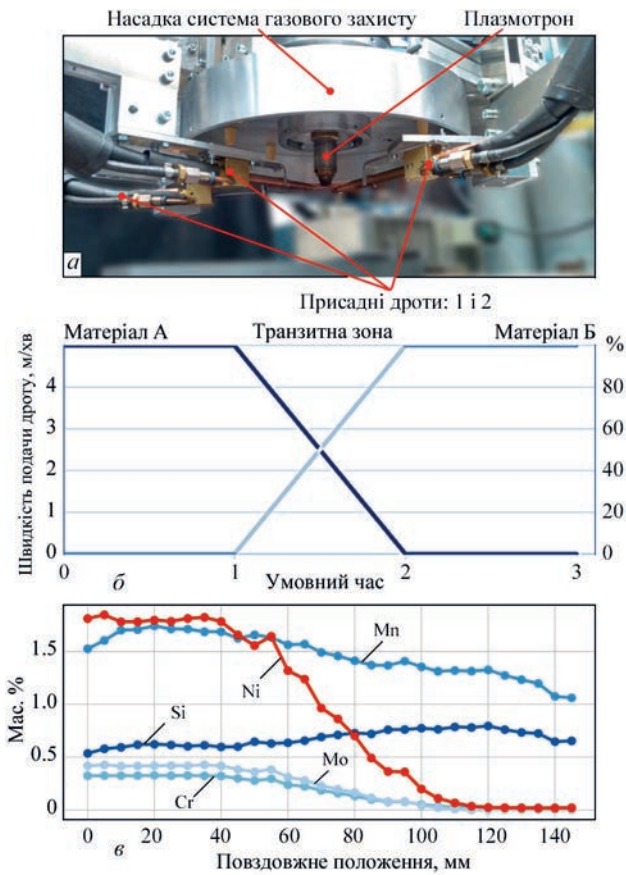 Насадка система газового захисту
Плазмотрон
а
Присадні дроти: 1 і 2
Матеріал А
Транзитна зона
Матеріал Б
%
Швидкість подачи дроту, м/хв
4
3
2
1
0
80
60
40
20
0
0
1
2
3
б
Умовний час
Мас. %
1.5
1.0
0.5
0
Mn
Ni
Si
Mo
Cr
0
20
40
60
80
100
120
140
в
Повздовжне положення, мм